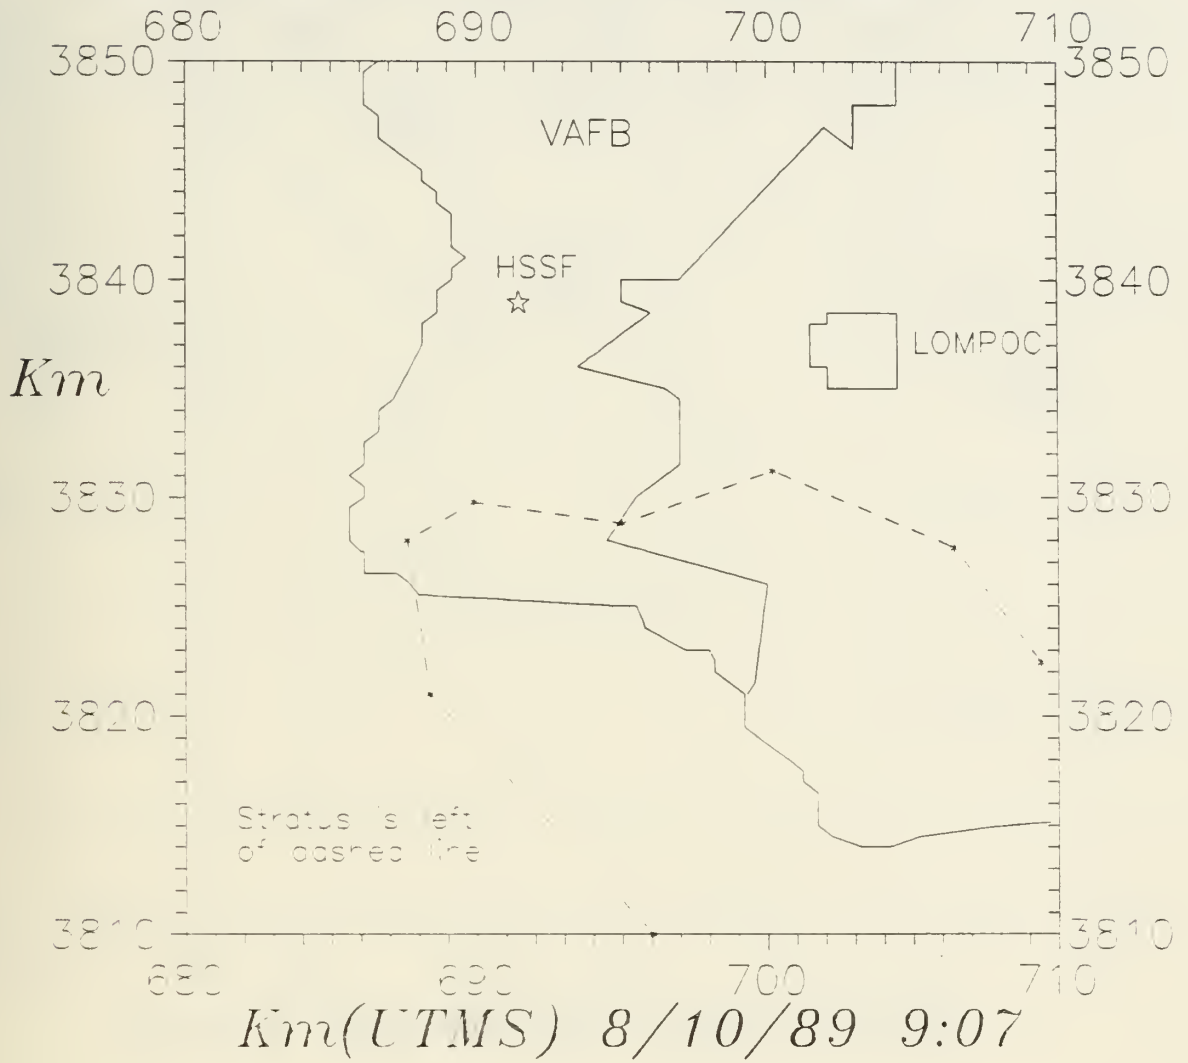 680 690 700 710
3850 3850
VAFB
HSSF
3840 3840
LOMPOC
Km
3830 3830
3820 3820
Stratus is left
of dashed line
3810 3810
680 690 700 710
Km(UTMS) 8/10/89 9:07